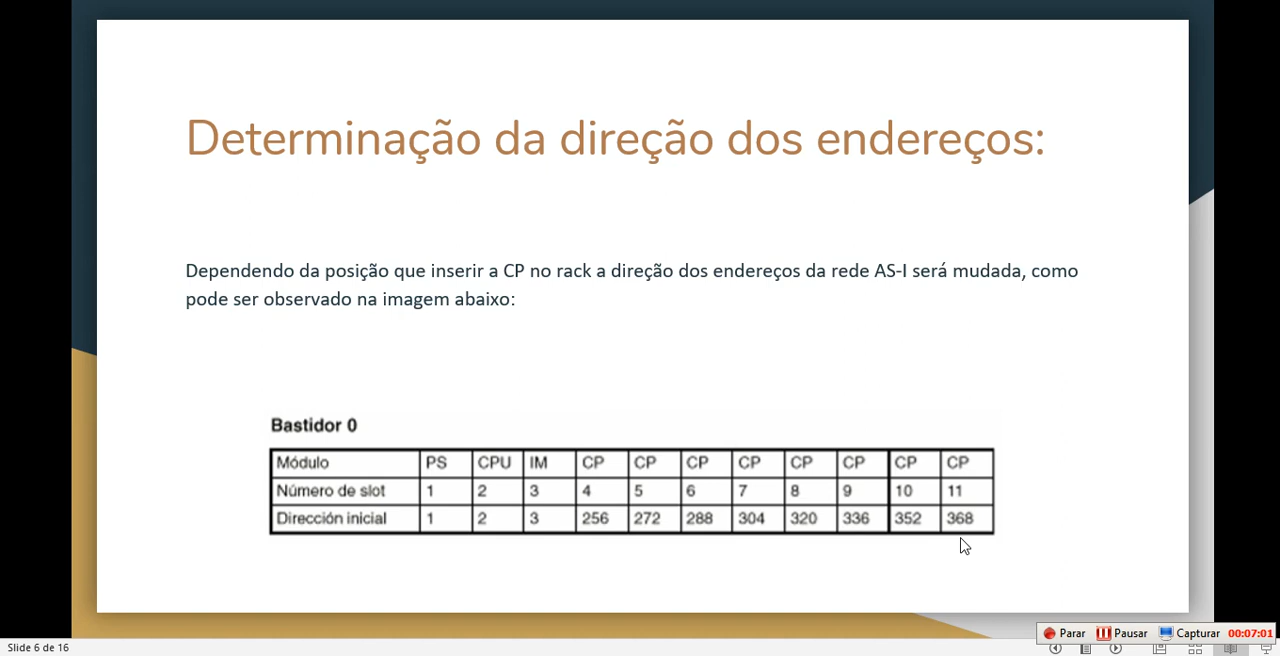 Determinação da direção dos endereços:
Dependendo da posição que inserir a CP no rack a direção dos endereços da rede AS-I será mudada, como
pode ser observado na imagem abaixo:
Bastidor 0
Módulo PS CPU IM CP CP CP CP CP CP CP CP
Número de slot 1 2 3 4 5 6 7 8 9 10 11
Dirección inicial 1 2 3 256 272 288 304 320 336 352 368
Parar Pausar Capturar 00:07:01
Slide 6 de 16